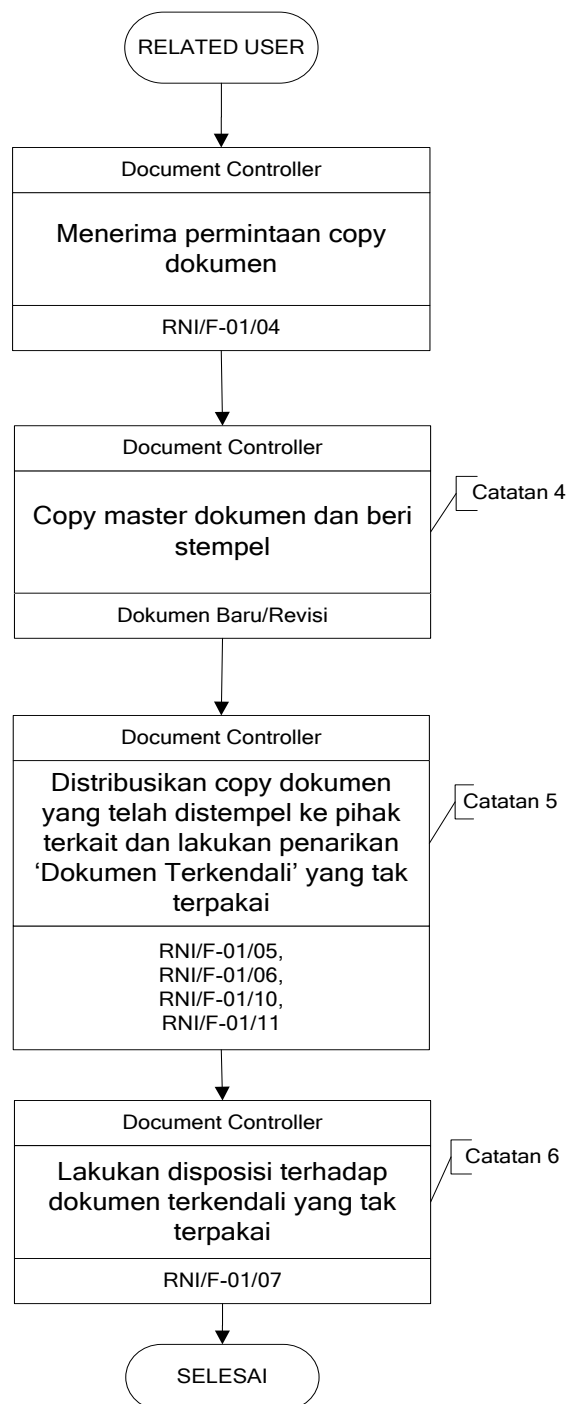 RELATED USER
Document Controller
Menerima permintaan copy
dokumen
RNI/F-01/04
Document Controller
Copy master dokumen dan beri
stempel
Catatan 4
Dokumen Baru/Revisi
Document Controller
Distribusikan copy dokumen
yang telah distempel ke pihak
terkait dan lakukan penarikan
‘Dokumen Terkendali’ yang tak
terpakai
Catatan 5
RNI/F-01/05,
RNI/F-01/06,
RNI/F-01/10,
RNI/F-01/11
Document Controller
Lakukan disposisi terhadap
dokumen terkendali yang tak
terpakai
Catatan 6
RNI/F-01/07
SELESAI